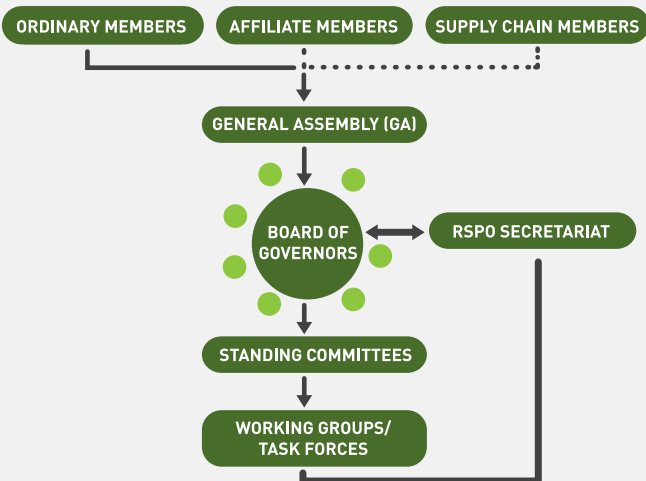 ORDINARY MEMBERS
AFFILIATE MEMBERS
SUPPLY CHAIN MEMBERS
GENERAL ASSEMBLY (GA)
BOARD OF
GOVERNORS
RSPO SECRETARIAT
STANDING COMMITTEES
WORKING GROUPS/
TASK FORCES